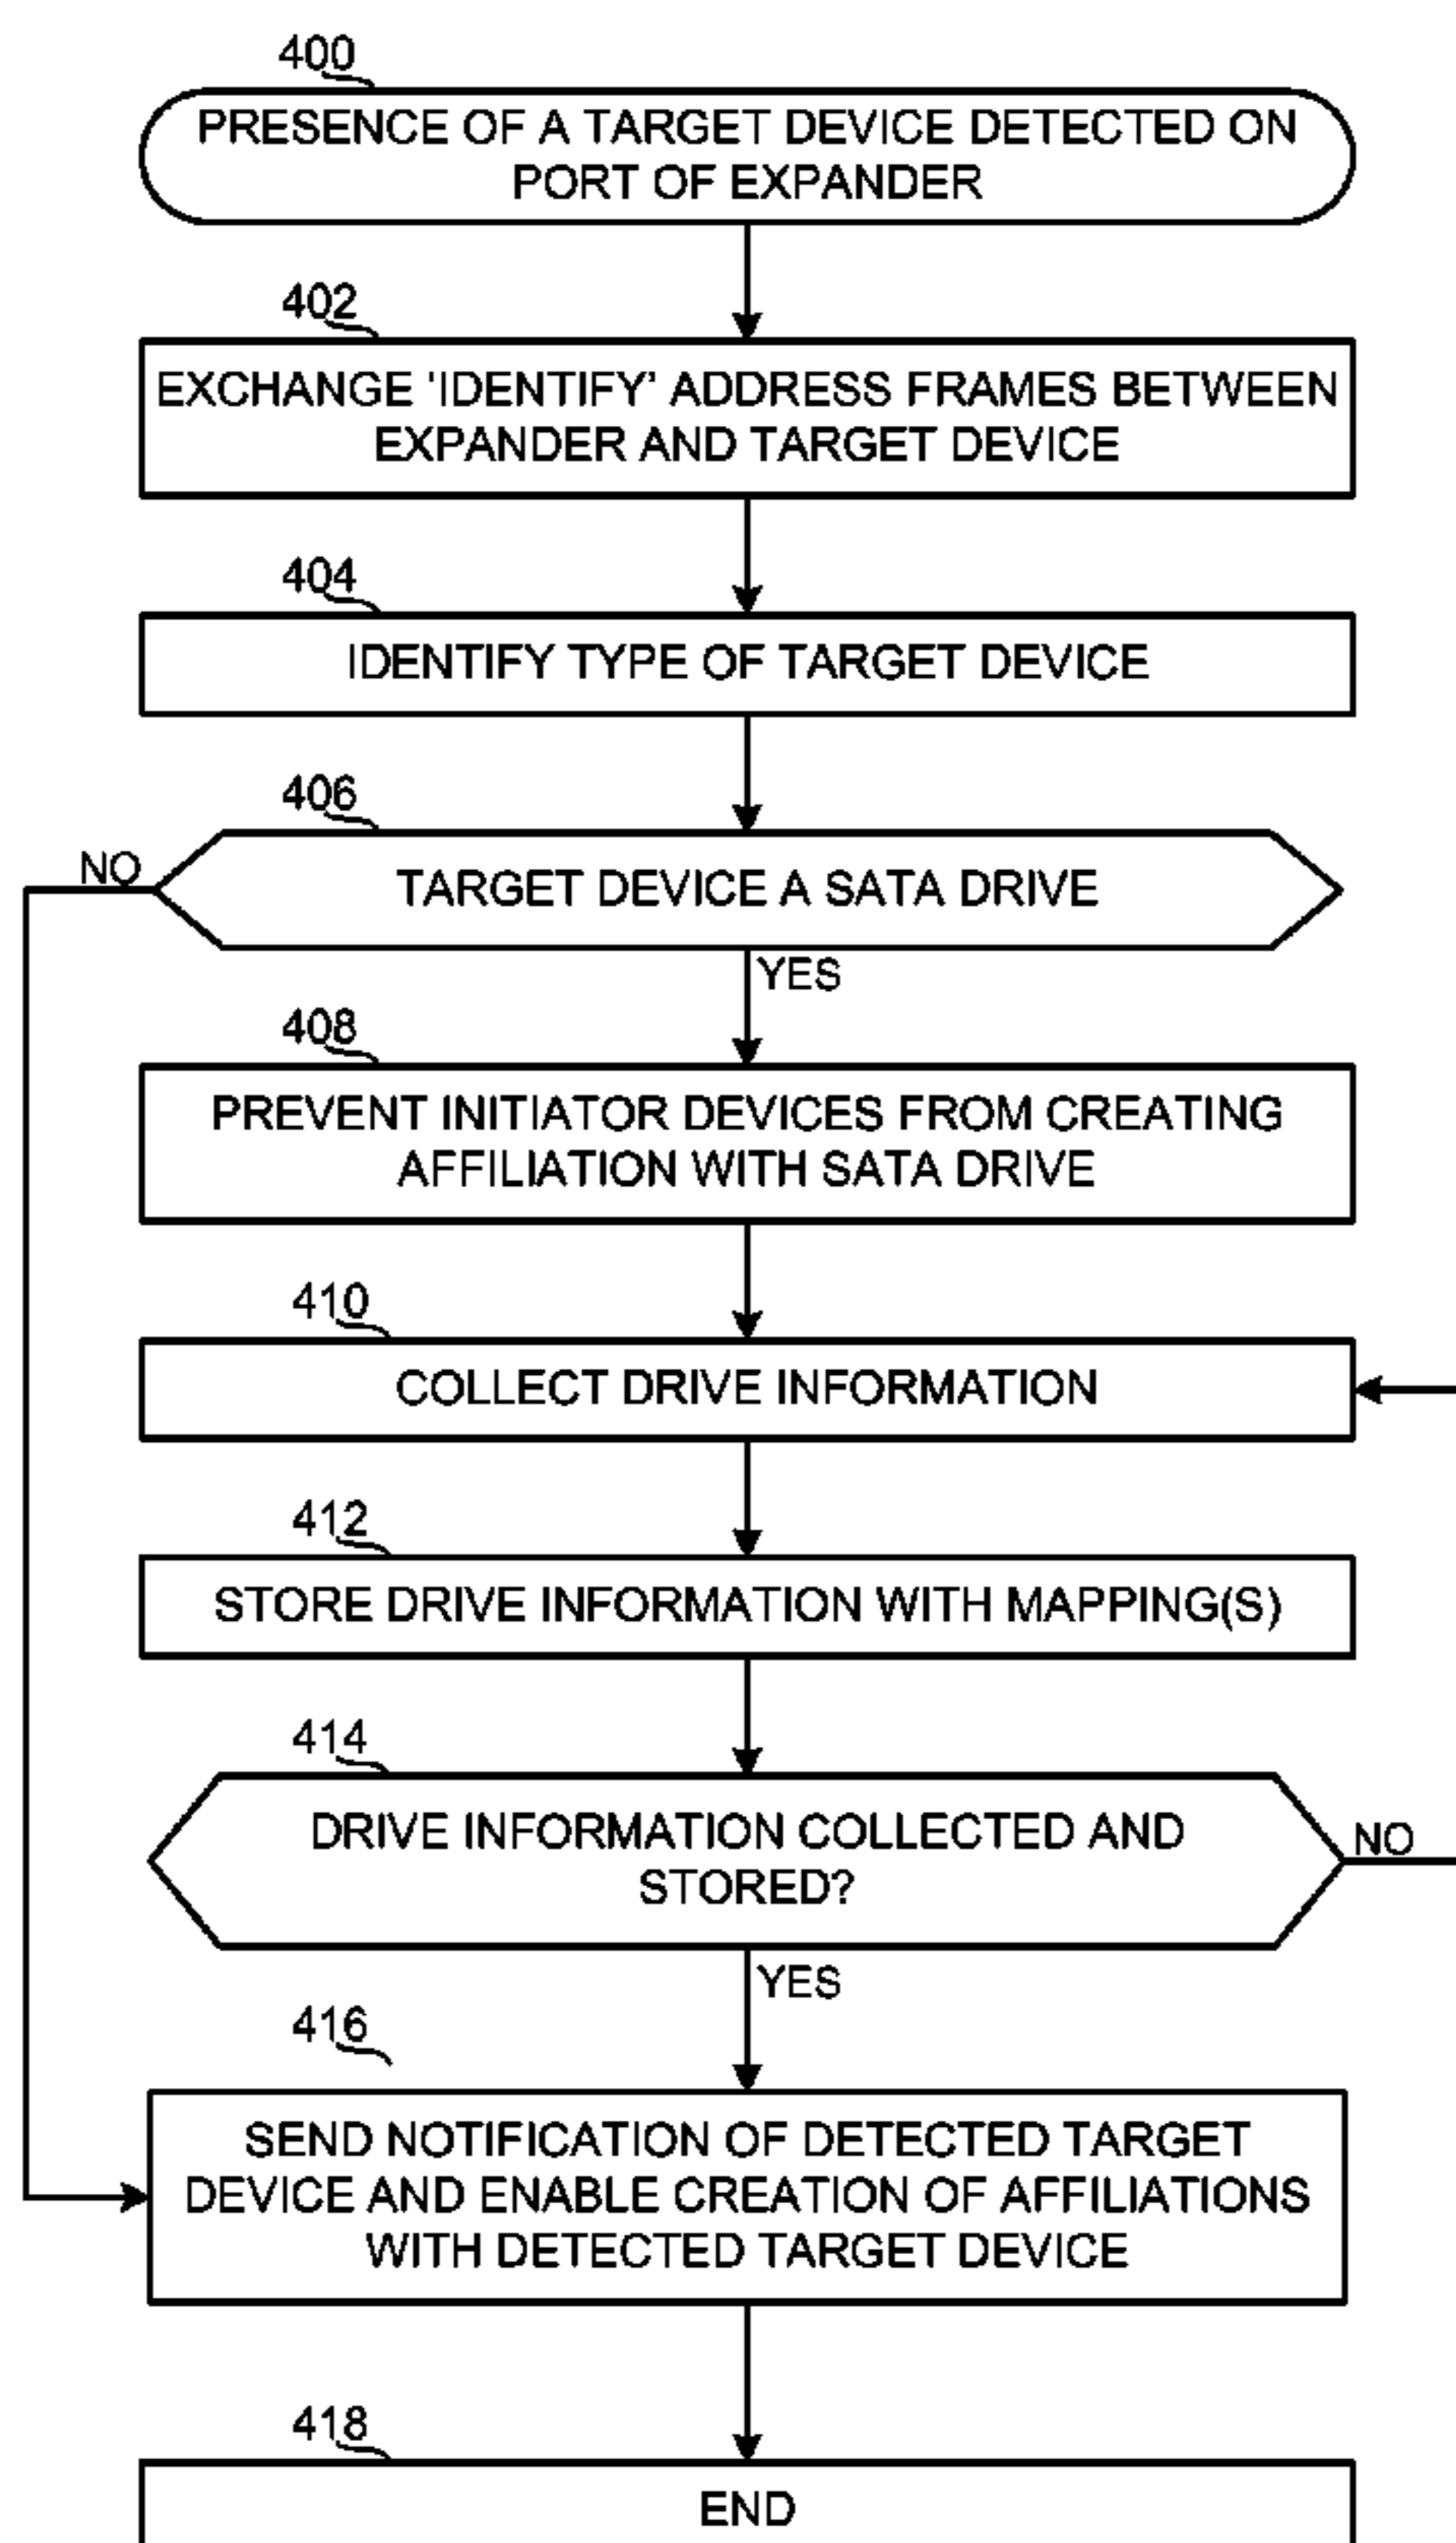 400
PRESENCE OF A TARGET DEVICE DETECTED ON
PORT OF EXPANDER
402
EXCHANGE 'IDENTIFY' ADDRESS FRAMES BETWEEN
EXPANDER AND TARGET DEVICE
404
IDENTIFY TYPE OF TARGET DEVICE
406
NO
TARGET DEVICE A SATA DRIVE
YES
408
PREVENT INITIATOR DEVICES FROM CREATING
AFFILIATION WITH SATA DRIVE
410
COLLECT DRIVE INFORMATION
412
STORE DRIVE INFORMATION WITH MAPPING(S)
414
DRIVE INFORMATION COLLECTED AND
STORED?
NO
YES
416
SEND NOTIFICATION OF DETECTED TARGET
DEVICE AND ENABLE CREATION OF AFFILIATIONS
WITH DETECTED TARGET DEVICE
418
END